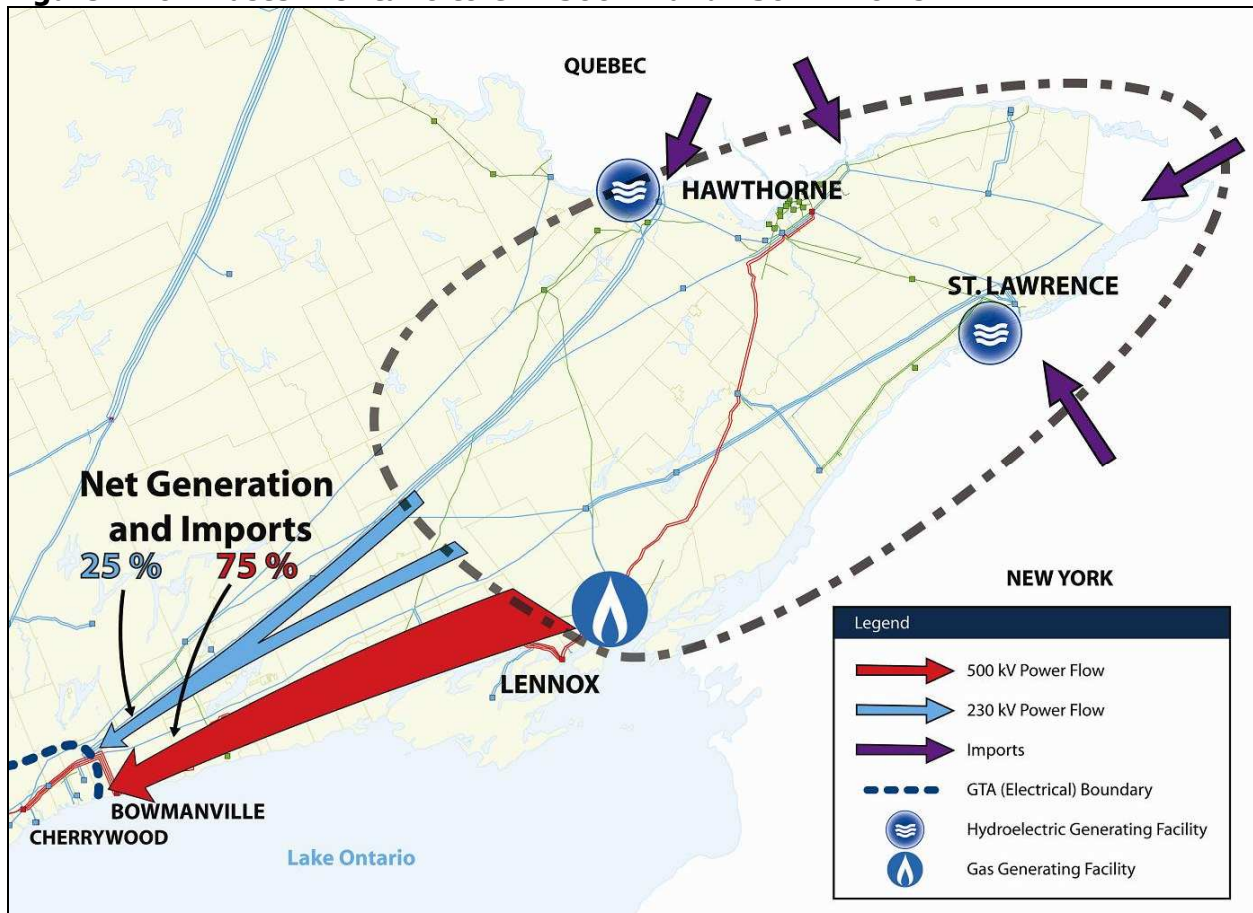 QUEBEC
HAWTHORNE
ST. LAWRENCE
Net Generation
and Imports
25 % 75 %
NEW YORK
LENNOX
BOWMANVILLE
CHERRYWOOD
Lake Ontario
Legend
500 kV Power Flow
230 kV Power Flow
Imports
GTA (Electrical) Boundary
Hydroelectric Generating Facility
Gas Generating Facility